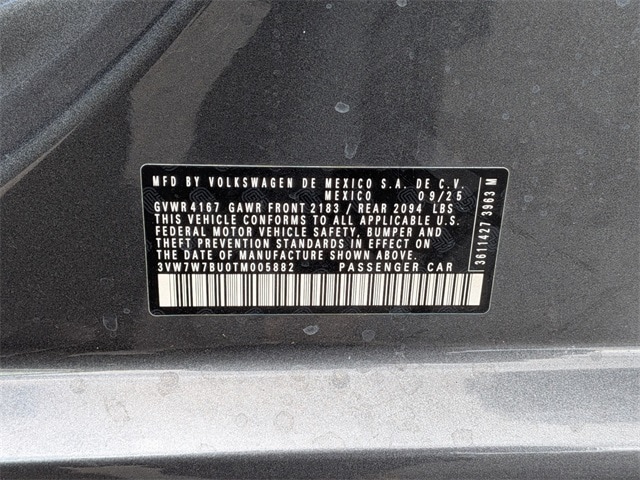 MFD BY VOLKSWAGEN DE MEXICO S.A. DE C.V.
MEXICO 09/25
GVWR 4167 GAWR FRONT 2183 / REAR 2094 LBS
THIS VEHICLE CONFORMS TO ALL APPLICABLE U.S.
FEDERAL MOTOR VEHICLE SAFETY, BUMPER AND
THEFT PREVENTION STANDARDS IN EFFECT ON THE
DATE OF MANUFACTURE SHOWN ABOVE.
3VW7W7BU0TM005882 PASSENGER CAR
3611427 3963 M